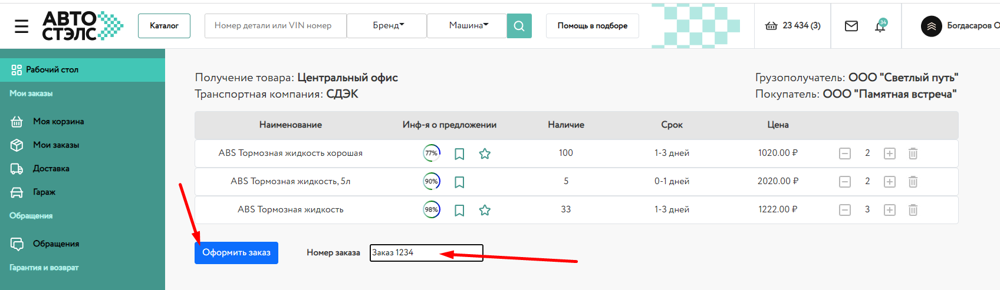 АВТО СТЭЛС
Каталог
Номер детали или VIN номер
Бренд
Машина
Помощь в подборе
23 434 (3)
34
Богдасаров О
Рабочий стол
Мои заказы
Моя корзина
Мои заказы
Доставка
Гараж
Обращения
Обращения
Гарантия и возврат
Получение товара: Центральный офис
Транспортная компания: СДЭК
Грузополучатель: ООО "Светлый путь"
Покупатель: ООО "Памятная встреча"
Наименование Инф-я о предложении Наличие Срок Цена
ABS Тормозная жидкость хорошая 77% 100 1-3 дней 1020.00 ₽ 2
ABS Тормозная жидкость, 5л 90% 5 0-1 дней 2020.00 ₽ 2
ABS Тормозная жидкость 98% 33 1-3 дней 1222.00 ₽ 3
Оформить заказ Номер заказа Заказ 1234